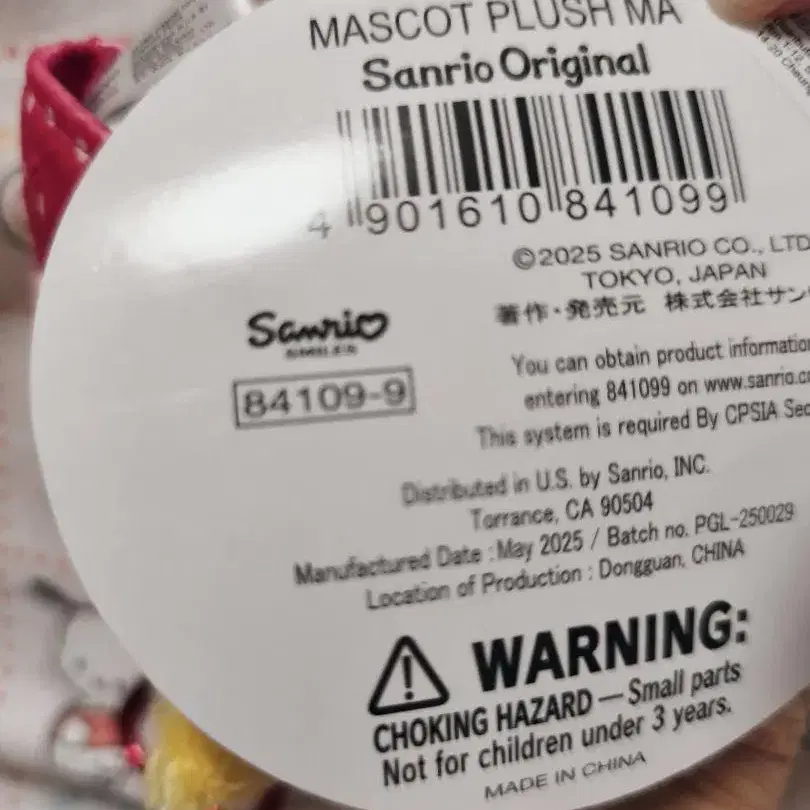 MASCOT PLUSH MA
Sanrio Original
4 901610 841099
©2025 SANRIO CO., LTD
TOKYO, JAPAN
著作・発売元 株式会社サン
Sanrio
84109-9
You can obtain product information
entering 841099 on www.sanrio.co
This system is required By CPSIA Sec
Distributed in U.S. by Sanrio, INC.
Torrance, CA 90504
Manufactured Date : May 2025 / Batch no. PGL-250029
Location of Production : Dongguan, CHINA
WARNING:
CHOKING HAZARD — Small parts
Not for children under 3 years.
MADE IN CHINA